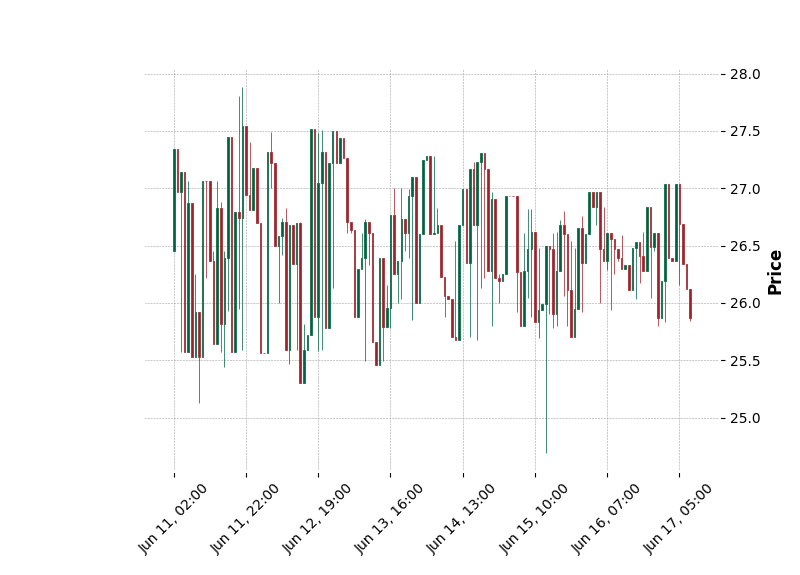 28.0
27.5
27.0
26.5
26.0
25.5
25.0
Price
Jun 11, 02:00
Jun 11, 22:00
Jun 12, 19:00
Jun 13, 16:00
Jun 14, 13:00
Jun 15, 10:00
Jun 16, 07:00
Jun 17, 05:00